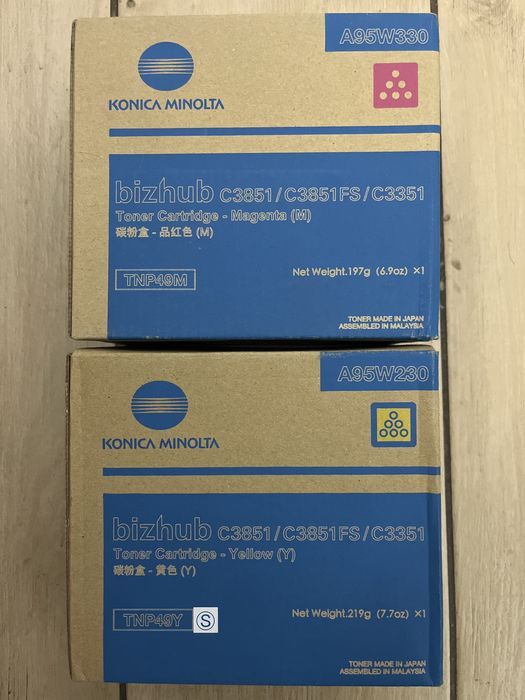 A95W330
KONICA MINOLTA
bizhub C3851/C3851FS/C3351
Toner Cartridge - Magenta (M)
碳粉盒 - 品红色 (M)
TNP49M
Net Weight.197g (6.9oz) ×1
TONER MADE IN JAPAN
ASSEMBLED IN MALAYSIA
A95W230
KONICA MINOLTA
bizhub C3851/C3851FS/C3351
Toner Cartridge - Yellow (Y)
碳粉盒 - 黄色 (Y)
TNP49Y Ⓢ
Net Weight.219g (7.7oz) ×1
TONER MADE IN JAPAN
ASSEMBLED IN MALAYSIA